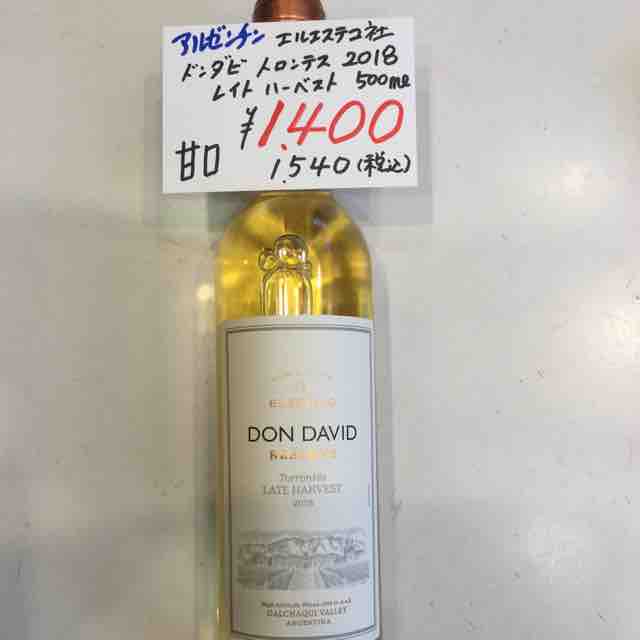 アルゼンチン エルエステコ社
ドンダビ トロンテス 2018
レイト ハーベスト 500ml
¥1.400
甘口
1.540(税込)
DON DAVID
RESERVE
Torrontés
LATE HARVEST
2018
CALCHAQUI VALLEY
ARGENTINA